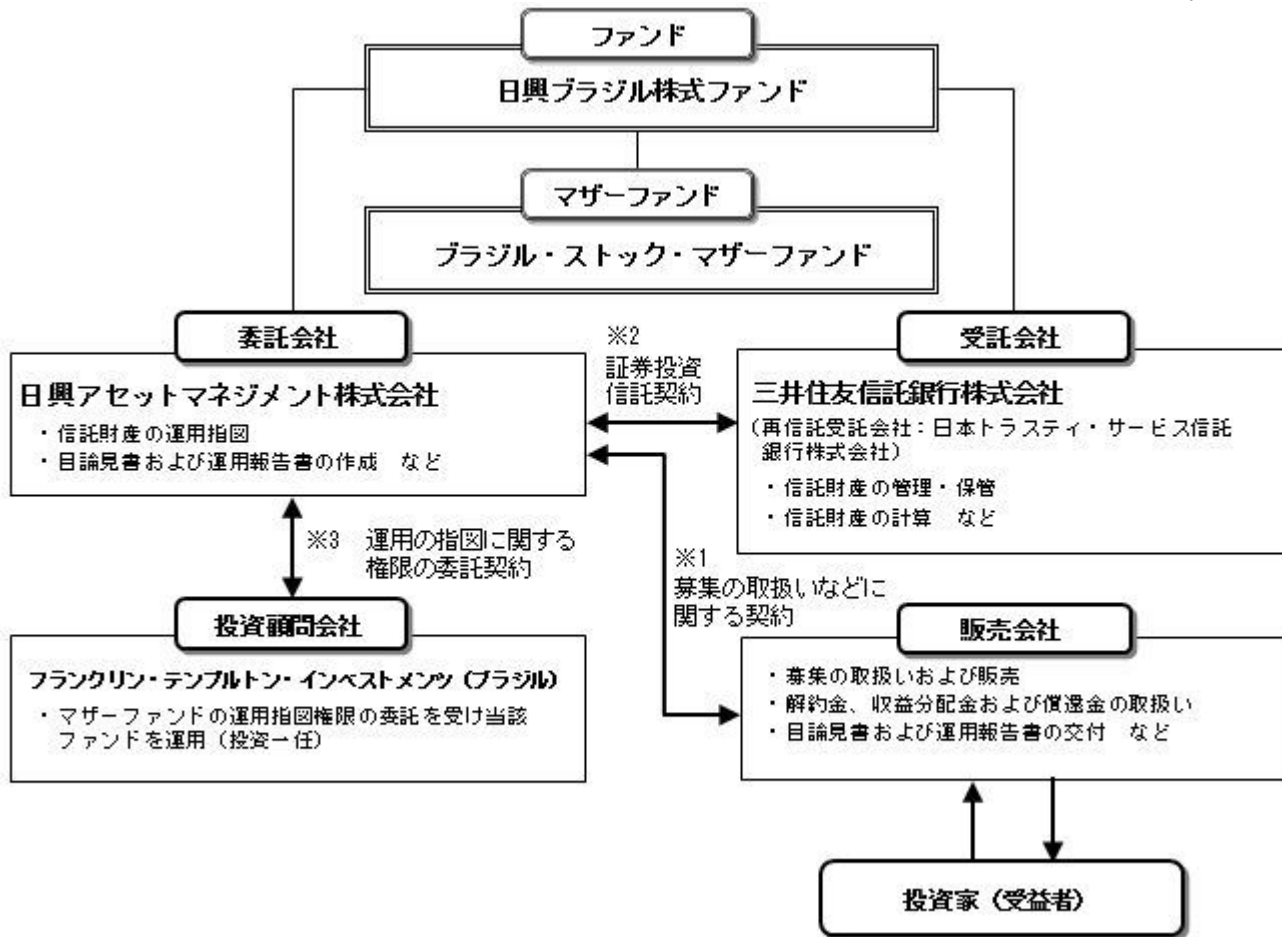 ファンド
日興ブラジル株式ファンド
マザーファンド
ブラジル・ストック・マザーファンド
委託会社
日興アセットマネジメント株式会社
・信託財産の運用指図
・目論見書および運用報告書の作成 など
※2
証券投資
信託契約
受託会社
三井住友信託銀行株式会社
(再信託受託会社:日本トラスティ・サービス信託
銀行株式会社)
・信託財産の管理・保管
・信託財産の計算 など
※3 運用の指図に関する
権限の委託契約
※1
募集の取扱いなどに
関する契約
投資顧問会社
フランクリン・テンプルトン・インベストメンツ(ブラジル)
・マザーファンドの運用指図権限の委託を受け当該
ファンドを運用(投資一任)
販売会社
・募集の取扱いおよび販売
・解約金、収益分配金および償還金の取扱い
・目論見書および運用報告書の交付 など
投資家(受益者)